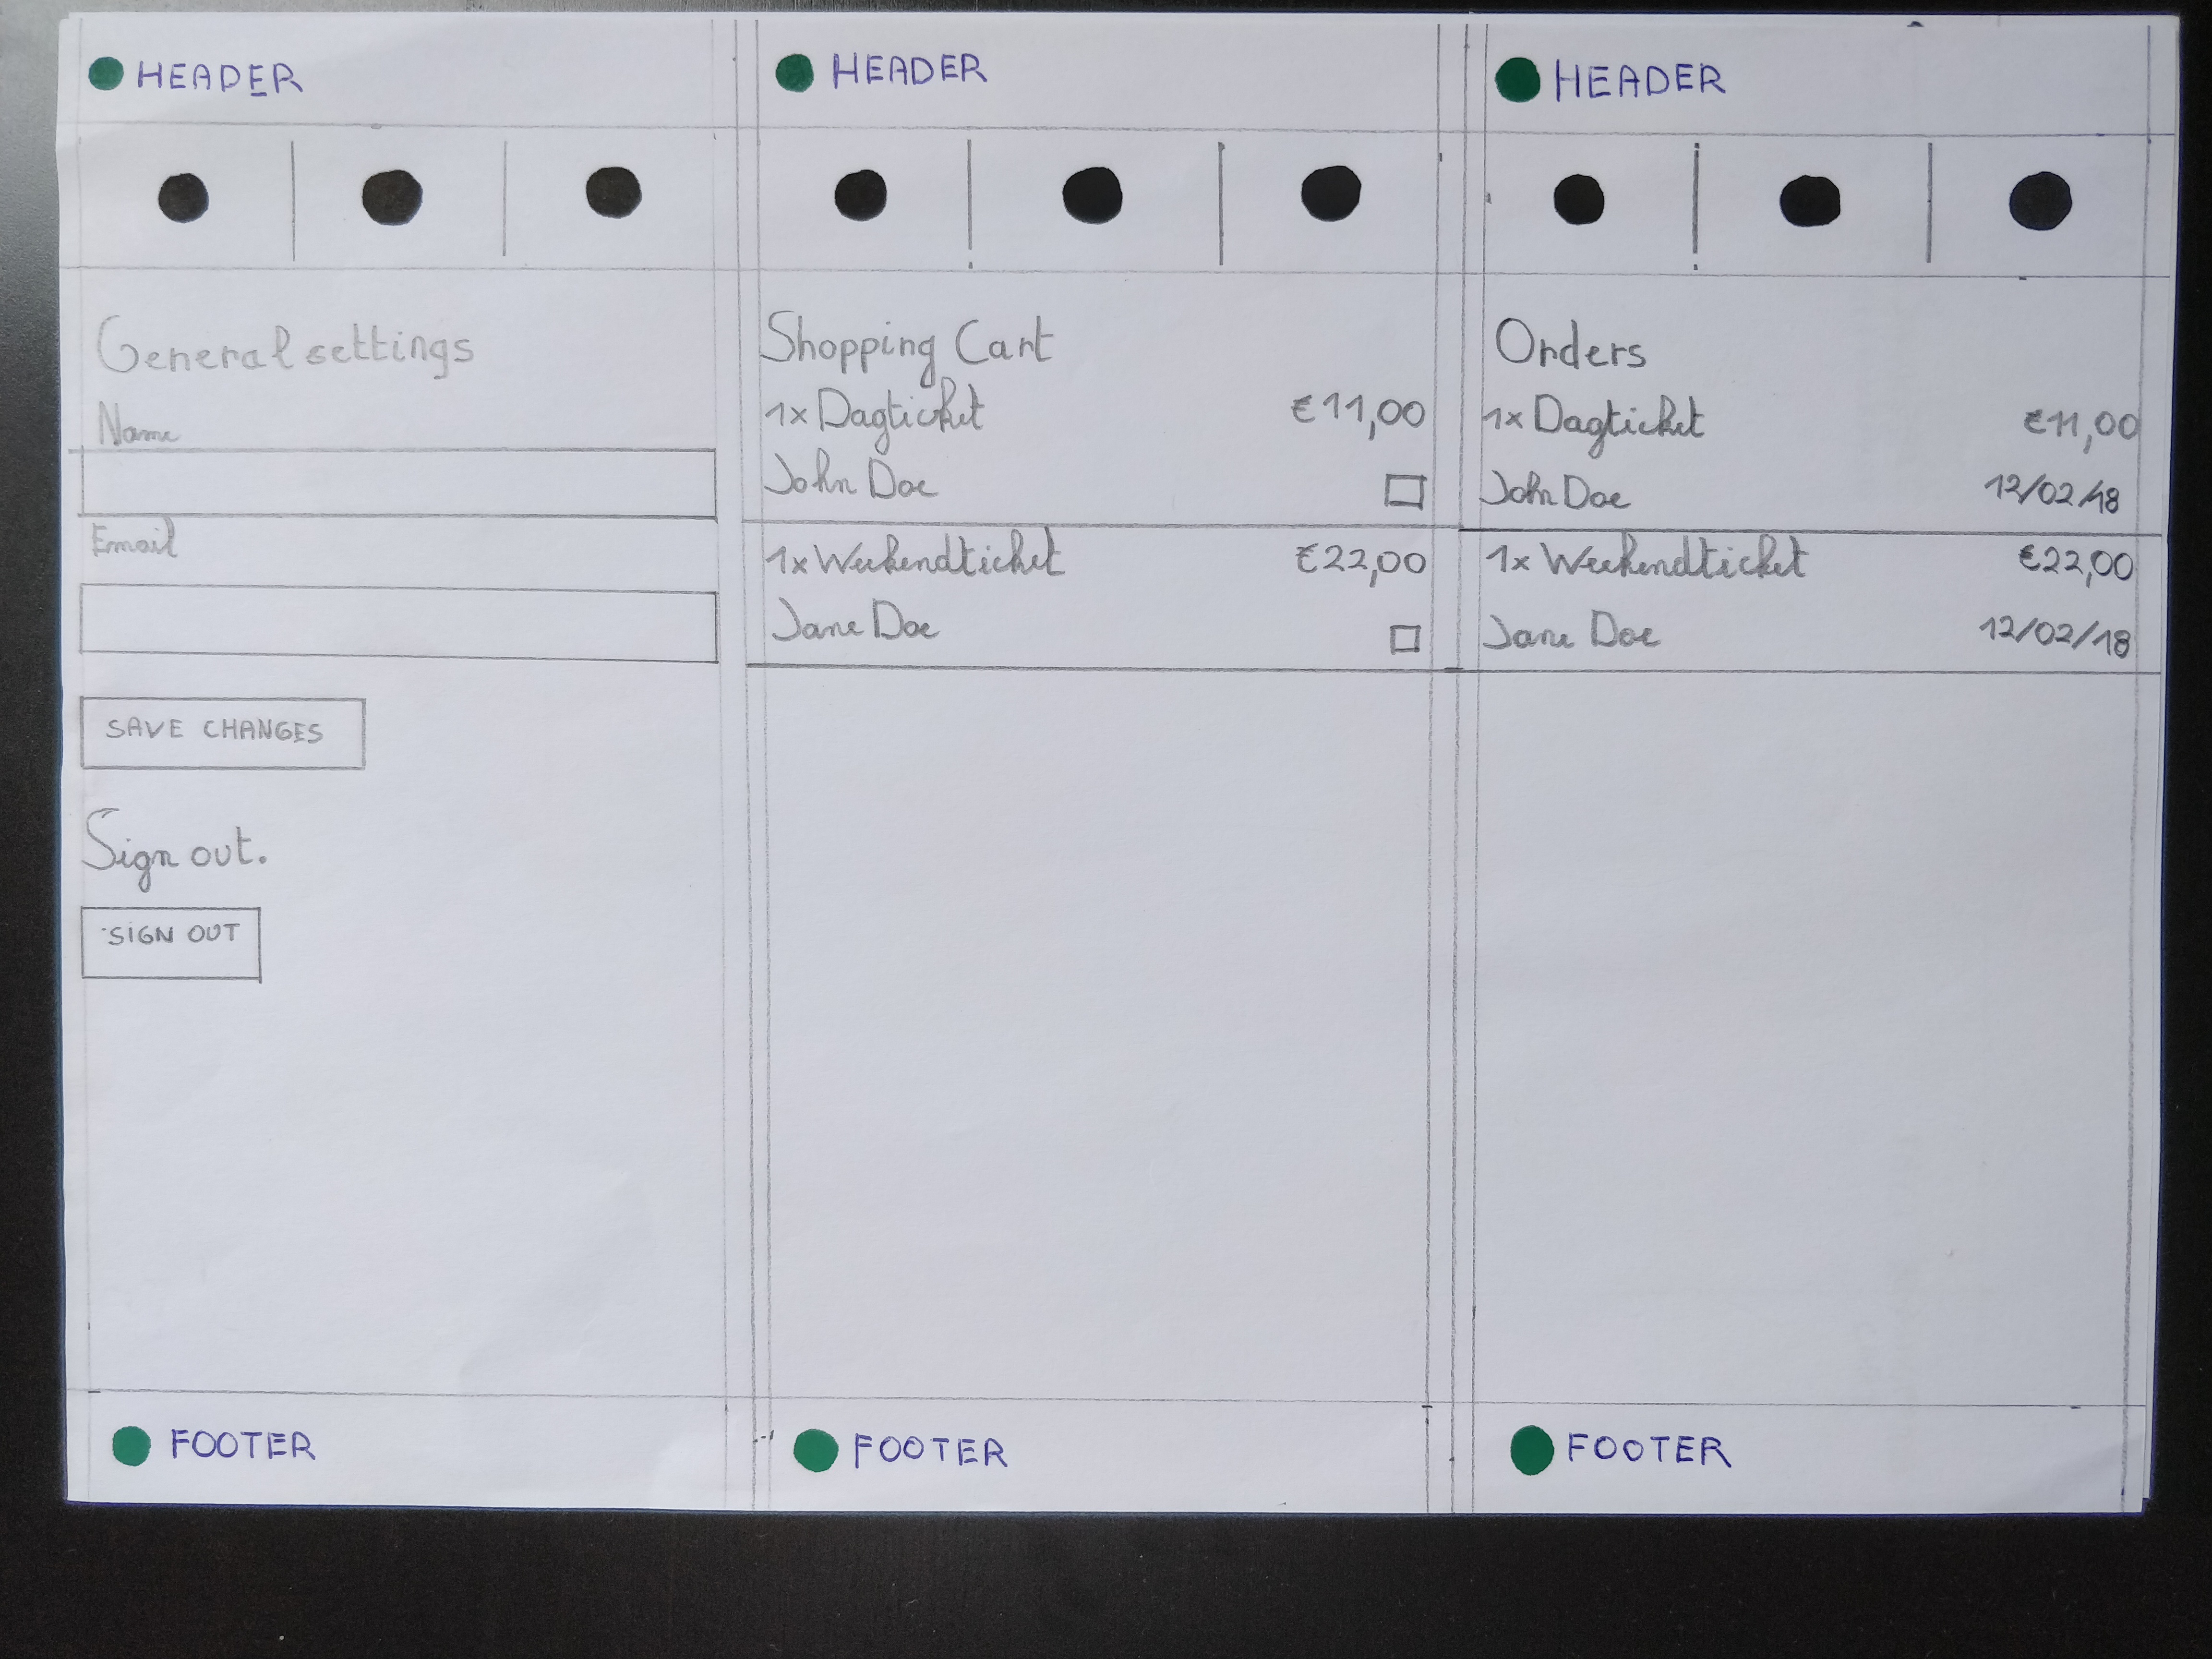 HEADER
General settings
Name
Email
SAVE CHANGES
Sign out.
SIGN OUT
FOOTER
HEADER
Shopping Cart
1x Dagticket €11,00
John Doe
1x Weekendticket €22,00
Jane Doe
FOOTER
HEADER
Orders
1x Dagticket €11,00
John Doe 12/02/18
1x Weekendticket €22,00
Jane Doe 12/02/18
FOOTER